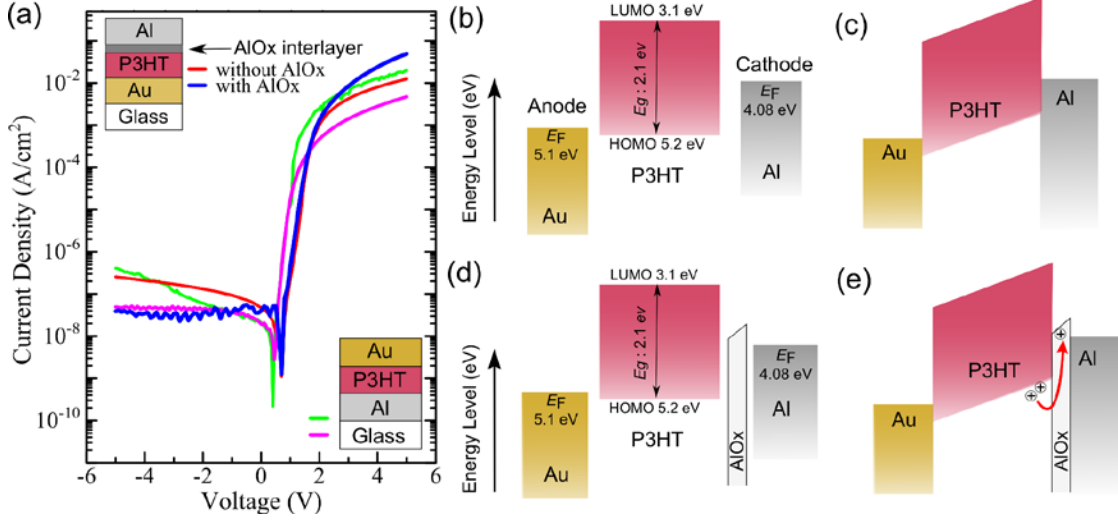 (a)
Al
AlOx interlayer
P3HT
without AlOx
Au
with AlOx
Glass
Current Density (A/cm²)
10⁻²
10⁻⁴
10⁻⁶
10⁻⁸
10⁻¹⁰
Au
P3HT
Al
Glass
-6 -4 -2 0 2 4 6
Voltage (V)
(b)
LUMO 3.1 eV
Energy Level (eV)
Eg : 2.1 ev
Anode
EF
5.1 eV
Au
HOMO 5.2 eV
P3HT
Cathode
EF
4.08 eV
Al
(c)
P3HT
Au
Al
(d)
LUMO 3.1 eV
Energy Level (eV)
Eg : 2.1 ev
EF
5.1 eV
Au
HOMO 5.2 eV
P3HT
AlOx
EF
4.08 eV
Al
(e)
P3HT
Au
AlOx
Al